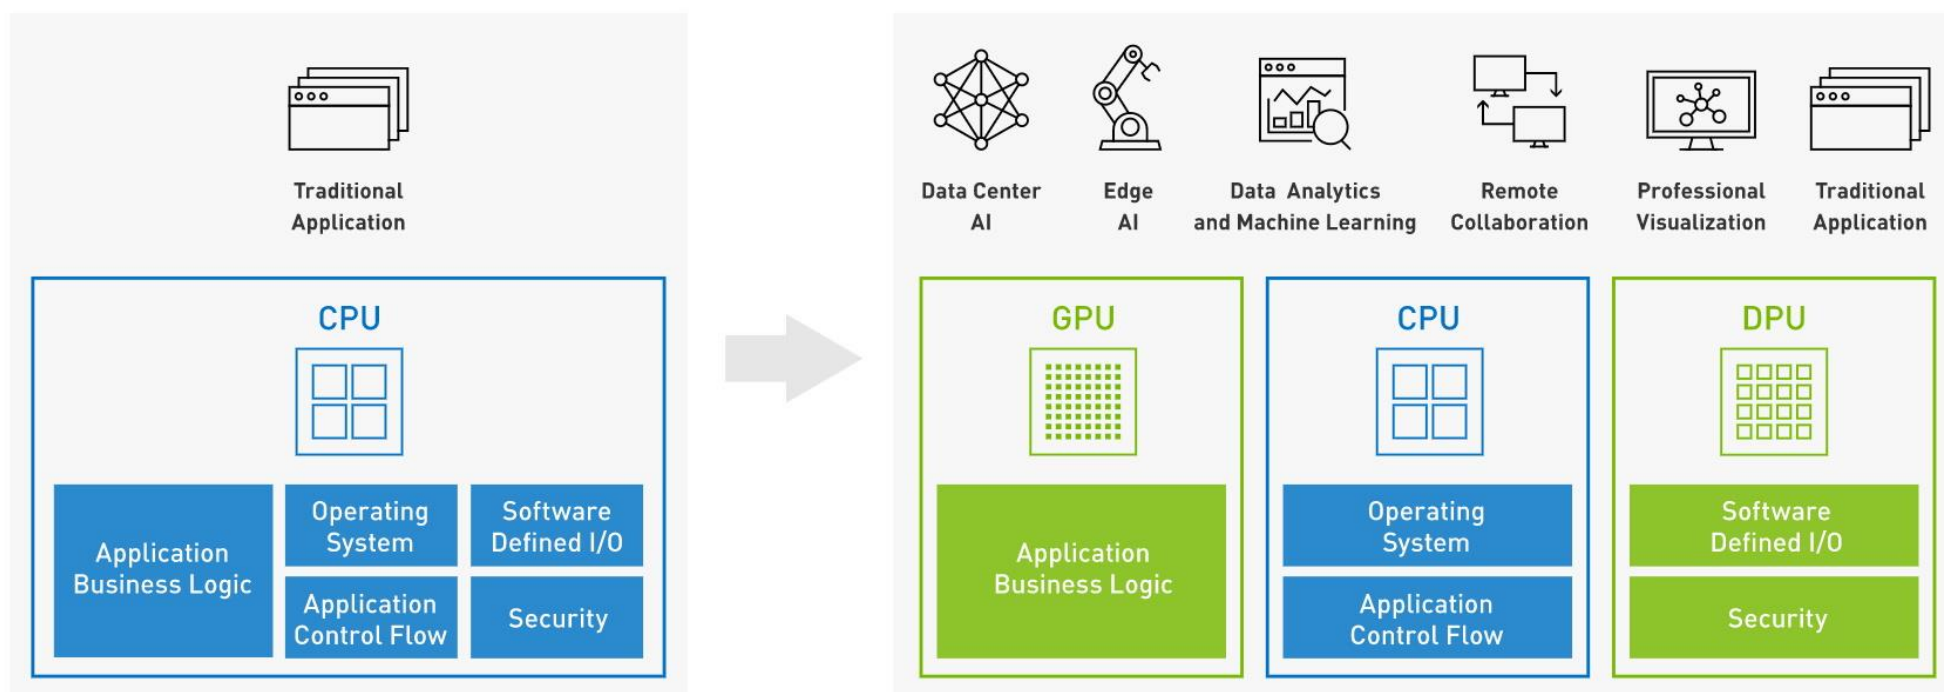 Traditional
Application
CPU
Application
Business Logic
Operating
System
Software
Defined I/O
Application
Control Flow
Security
Data Center
AI
Edge
AI
Data Analytics
and Machine Learning
Remote
Collaboration
Professional
Visualization
Traditional
Application
GPU
Application
Business Logic
CPU
Operating
System
Application
Control Flow
DPU
Software
Defined I/O
Security